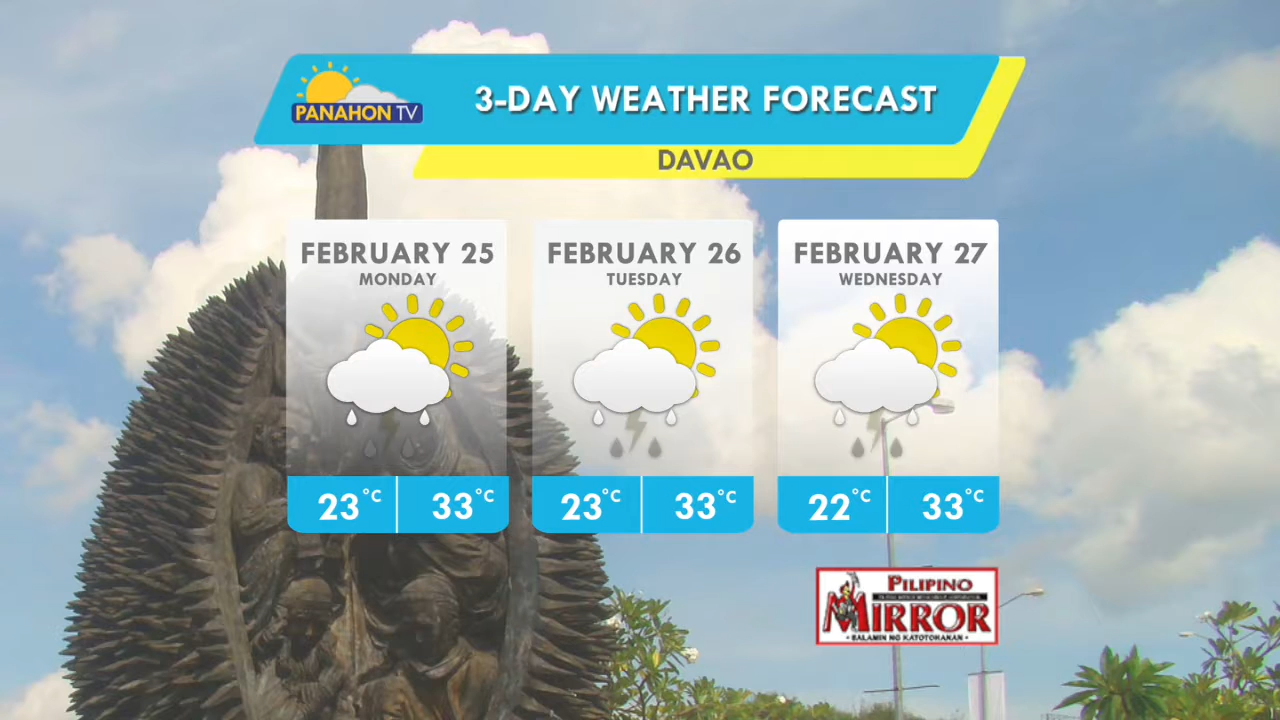 PANAHON TV
3-DAY WEATHER FORECAST
DAVAO
FEBRUARY 25
MONDAY
23°C
33°C
FEBRUARY 26
TUESDAY
23°C
33°C
FEBRUARY 27
WEDNESDAY
22°C
33°C
PILIPINO
MIRROR
• SALAMIN NG KATOTOHANAN •